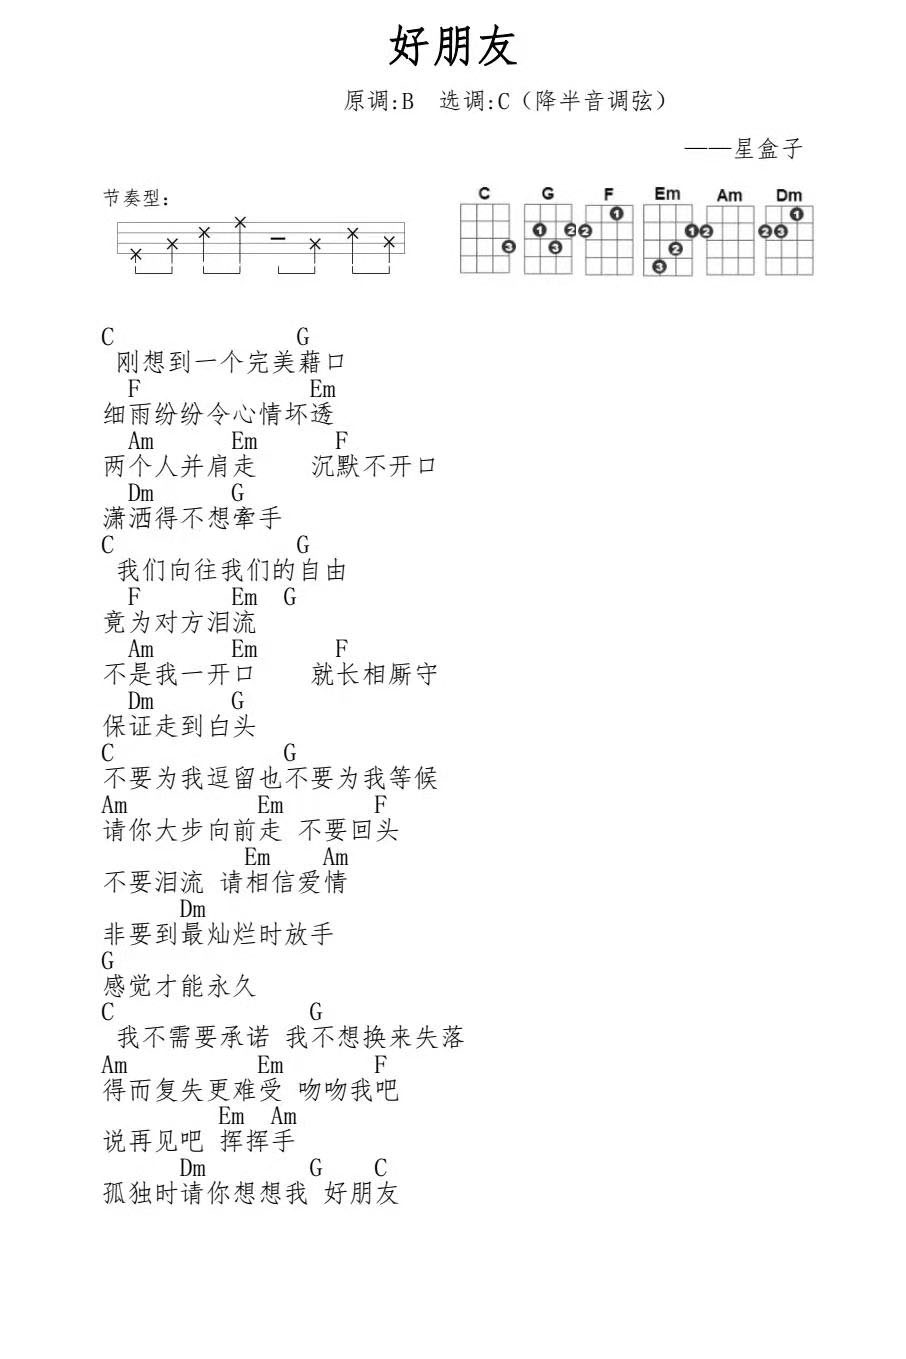 好朋友
原调:B 选调:C（降半音调弦）
——星盒子
节奏型:
C G F Em Am Dm
3 1 2 3 1 2 1 2 3 2 2 3 1
C G
刚想到一个完美藉口
F Em
细雨纷纷令心情坏透
Am Em F
两个人并肩走 沉默不开口
Dm G
潇洒得不想牵手
C G
我们向往我们的自由
F Em G
竟为对方泪流
Am Em F
不是我一开口 就长相厮守
Dm G
保证走到白头
C G
不要为我逗留也不要为我等候
Am Em F
请你大步向前走 不要回头
Em Am
不要泪流 请相信爱情
Dm
非要到最灿烂时放手
G
感觉才能永久
C G
我不需要承诺 我不想换来失落
Am Em F
得而复失更难受 吻吻我吧
Em Am
说再见吧 挥挥手
Dm G C
孤独时请你想想我 好朋友